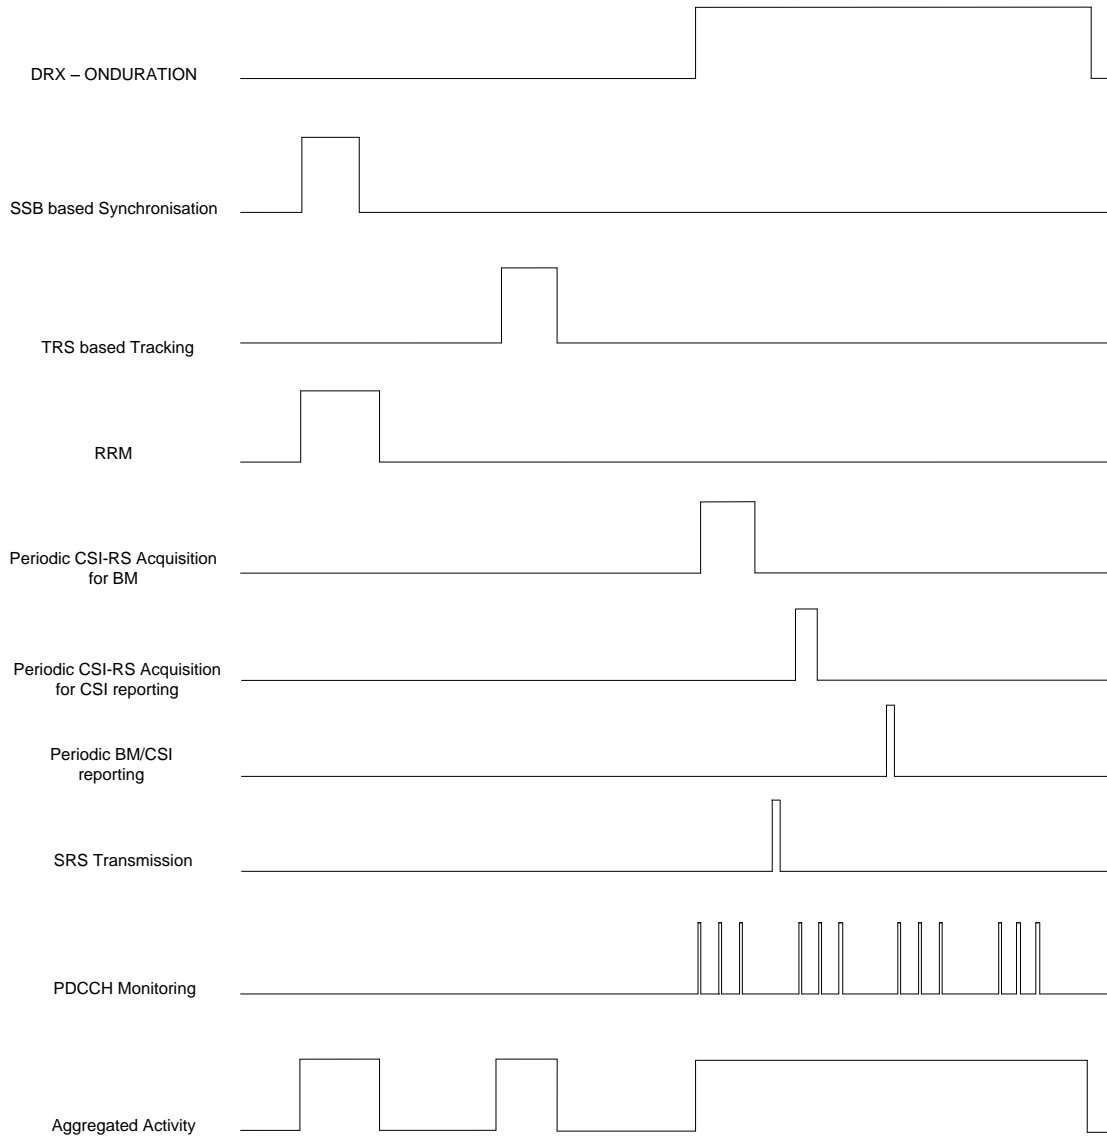 DRX – ONDURATION
SSB based Synchronisation
TRS based Tracking
RRM
Periodic CSI-RS Acquisition
for BM
Periodic CSI-RS Acquisition
for CSI reporting
Periodic BM/CSI
reporting
SRS Transmission
PDCCH Monitoring
Aggregated Activity